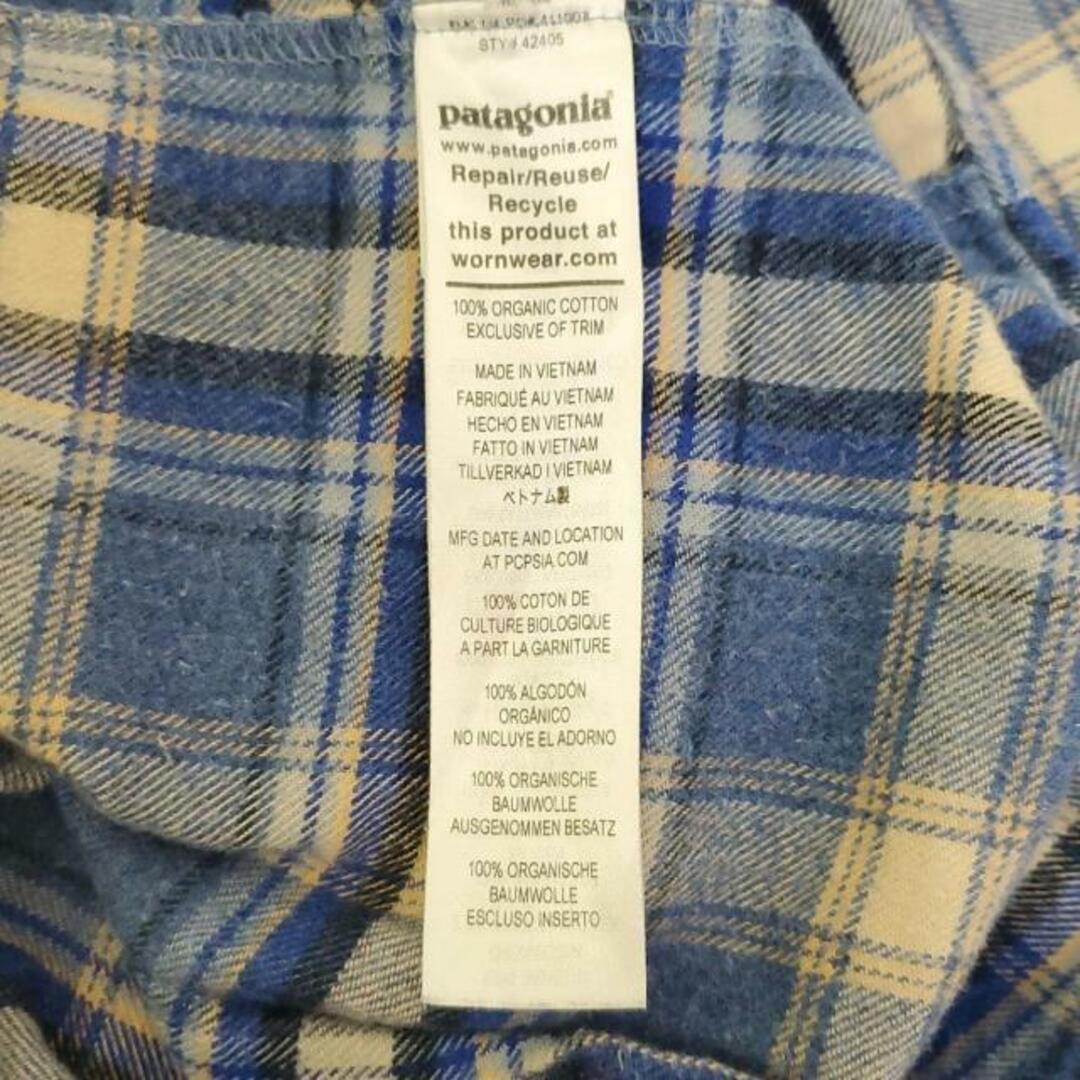 STY# 42405
patagonia®
www.patagonia.com
Repair/Reuse/
Recycle
this product at
wornwear.com
100% ORGANIC COTTON
EXCLUSIVE OF TRIM
MADE IN VIETNAM
FABRIQUÉ AU VIETNAM
HECHO EN VIETNAM
FATTO IN VIETNAM
TILLVERKAD I VIETNAM
ベトナム製
MFG DATE AND LOCATION
AT PCPSIA.COM
100% COTON DE
CULTURE BIOLOGIQUE
A PART LA GARNITURE
100% ALGODÓN
ORGÁNICO
NO INCLUYE EL ADORNO
100% ORGANISCHE
BAUMWOLLE
AUSGENOMMEN BESATZ
100% ORGANISCHE
BAUMWOLLE
ESCLUSO INSERTO